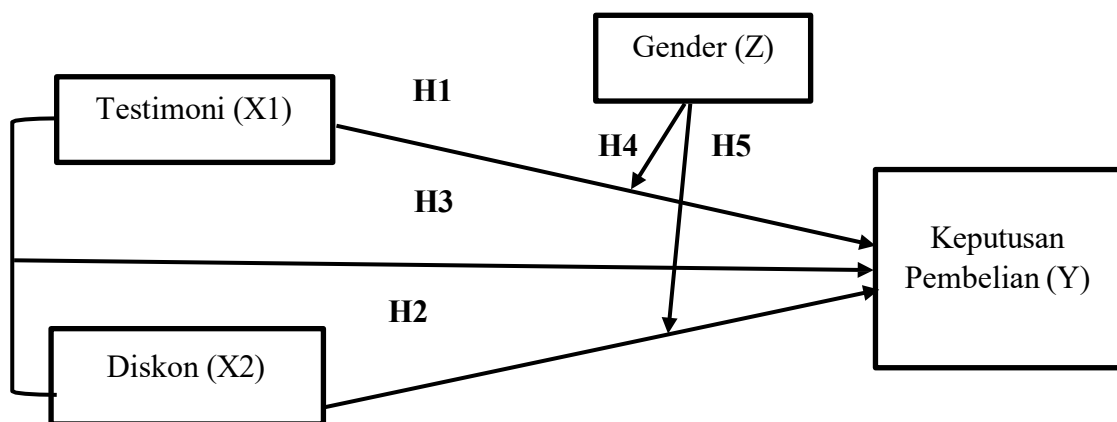 Gender (Z)
Testimoni (X1)
H1
H4
H5
H3
Keputusan
Pembelian (Y)
H2
Diskon (X2)